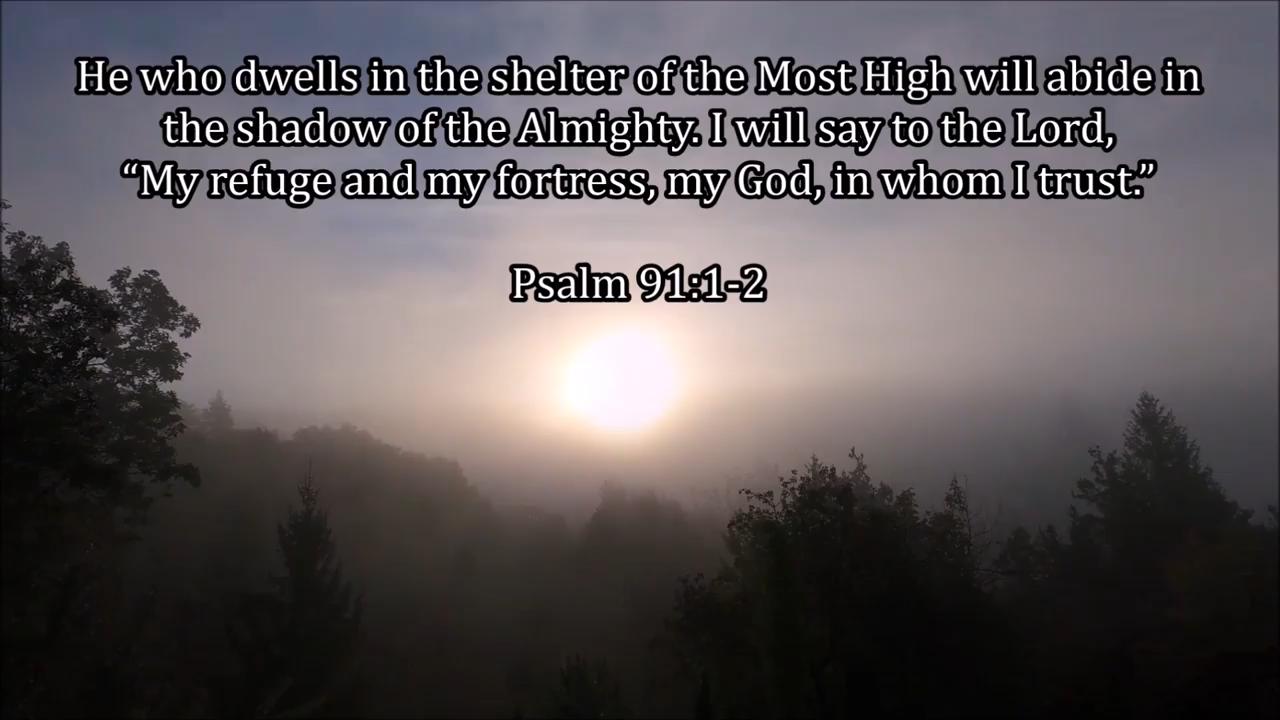 He who dwells in the shelter of the Most High will abide in
the shadow of the Almighty. I will say to the Lord,
“My refuge and my fortress, my God, in whom I trust.”
Psalm 91:1-2